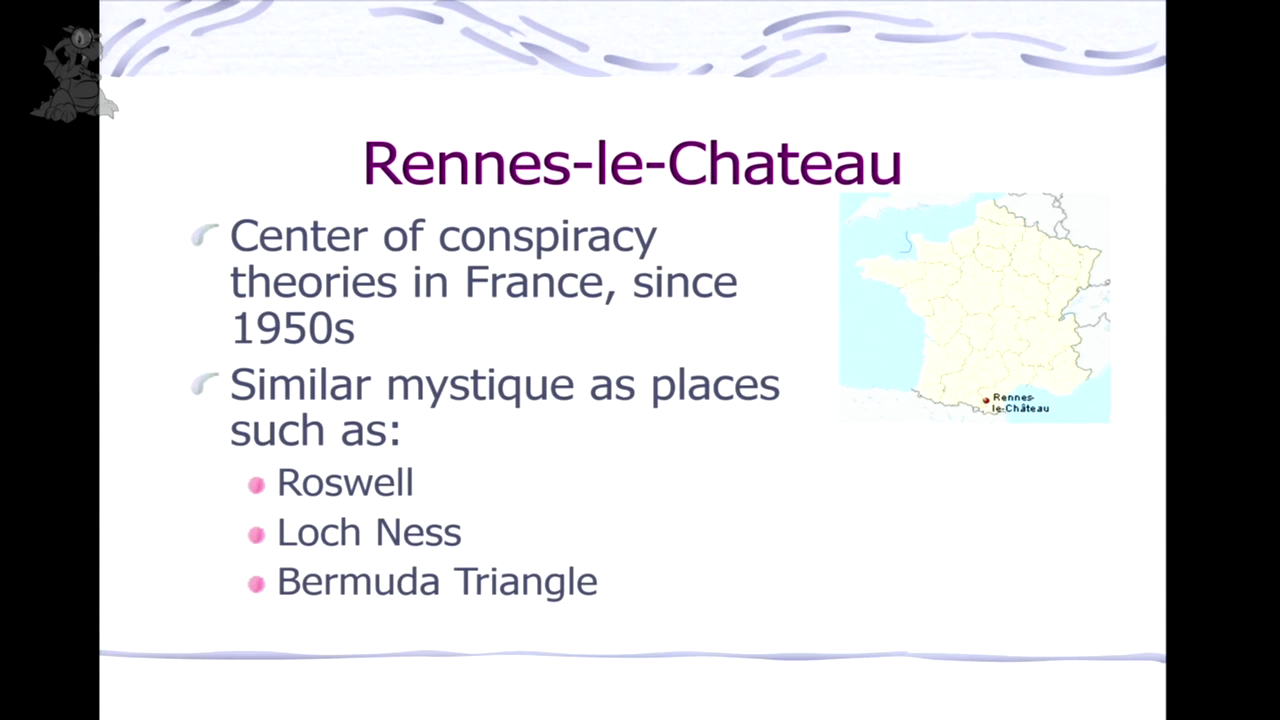 Rennes-le-Chateau
Center of conspiracy
theories in France, since
1950s
Similar mystique as places
such as:
Roswell
Loch Ness
Bermuda Triangle
Rennes-
le-Château